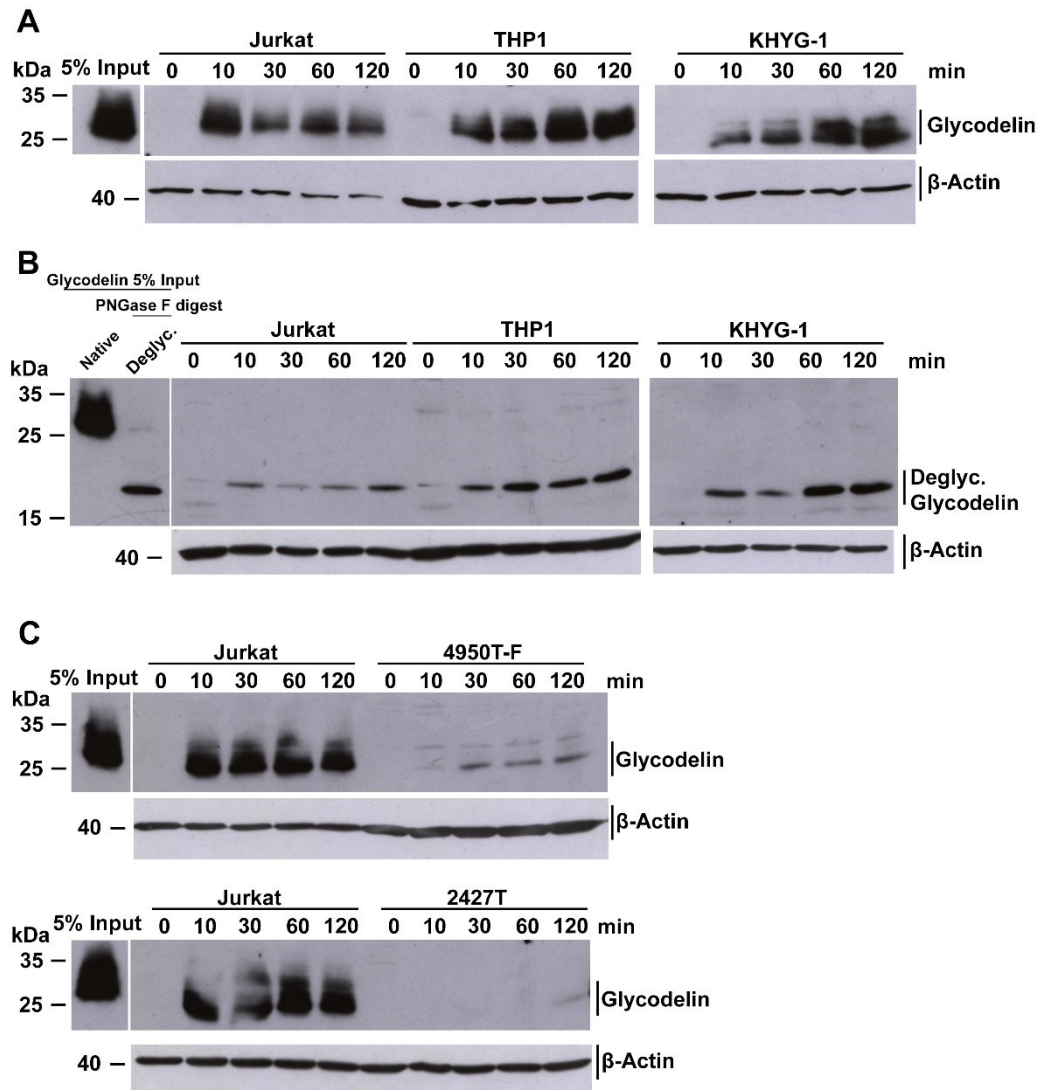 A
Jurkat THP1 KHYG-1
kDa 5% Input 0 10 30 60 120 0 10 30 60 120 0 10 30 60 120 min
35
25
Glycodelin
40
β-Actin
B
Glycodelin 5% Input
PNGase F digest
Native Deglyc.
Jurkat THP1 KHYG-1
kDa 0 10 30 60 120 0 10 30 60 120 0 10 30 60 120 min
35
25
15
Deglyc.
Glycodelin
40
β-Actin
C
Jurkat 4950T-F
5% Input 0 10 30 60 120 0 10 30 60 120 min
kDa
35
25
Glycodelin
40
β-Actin
Jurkat 2427T
5% Input 0 10 30 60 120 0 10 30 60 120 min
kDa
35
25
Glycodelin
40
β-Actin